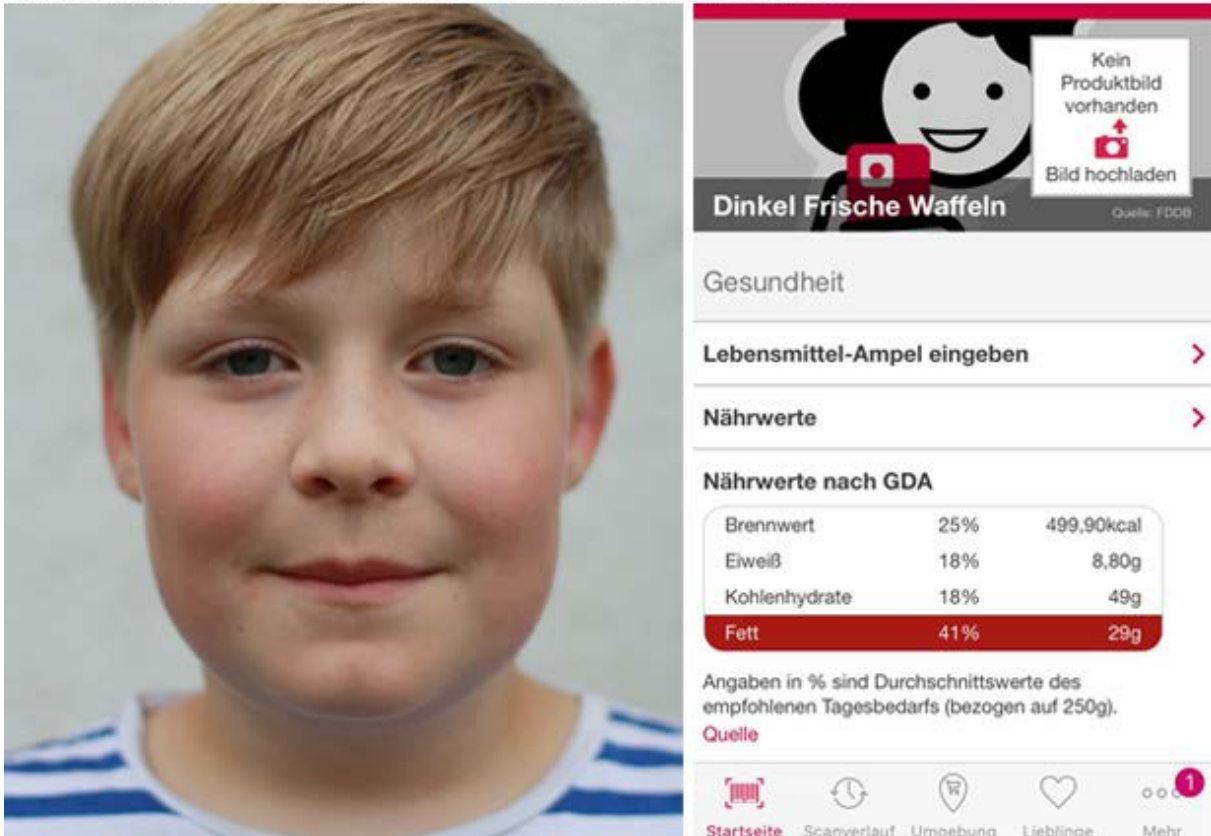 Kein
Produktbild
vorhanden
Bild hochladen
Dinkel Frische Waffeln
Quelle: FDDB
Gesundheit
Lebensmittel-Ampel eingeben
Nährwerte
Nährwerte nach GDA
Brennwert 25% 499,90kcal
Eiweiß 18% 8,80g
Kohlenhydrate 18% 49g
Fett 41% 29g
Angaben in % sind Durchschnittswerte des
empfohlenen Tagesbedarfs (bezogen auf 250g).
Quelle
1
Startseite Scanverlauf Umgebung Lieblinge Mehr